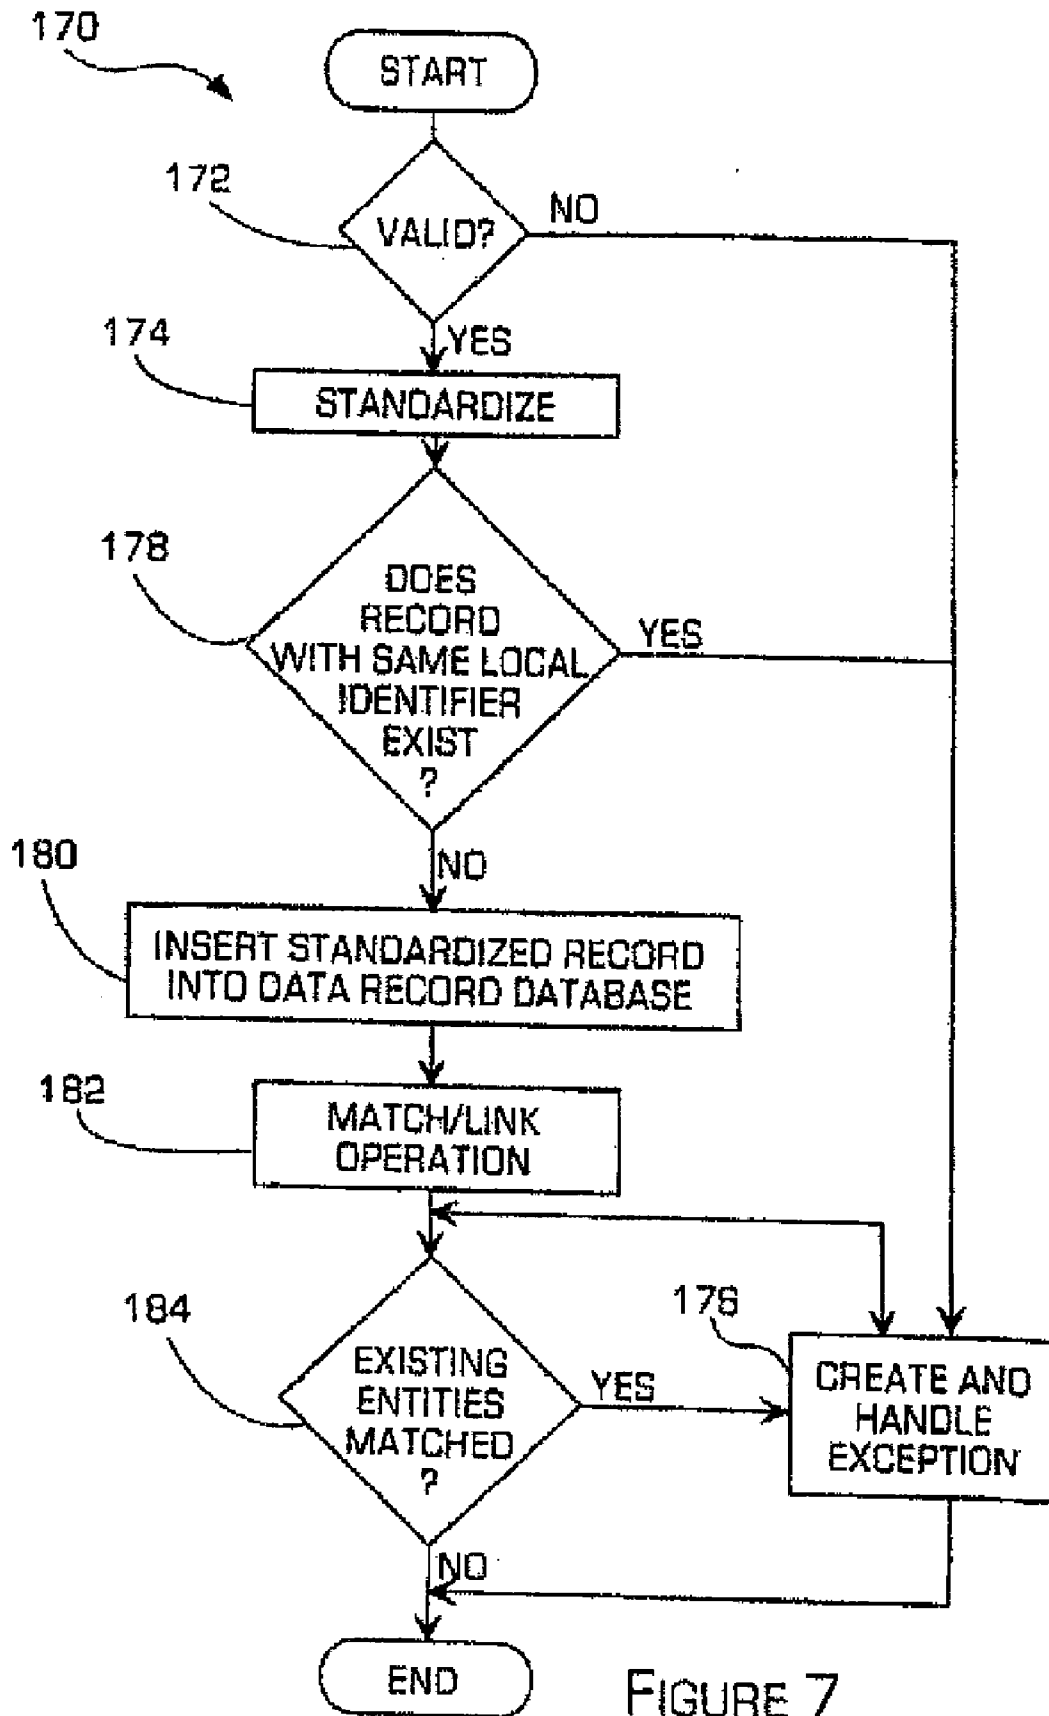 170
START
172
VALID?
NO
YES
174
STANDARDIZE
178
DOES
RECORD
WITH SAME LOCAL
IDENTIFIER
EXIST
?
YES
NO
180
INSERT STANDARDIZED RECORD
INTO DATA RECORD DATABASE
182
MATCH/LINK
OPERATION
184
EXISTING
ENTITIES
MATCHED
?
YES
176
CREATE AND
HANDLE
EXCEPTION
NO
END
FIGURE 7